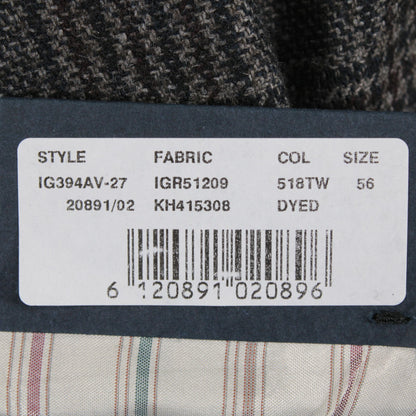 STYLE FABRIC COL SIZE
IG394AV-27 IGR51209 518TW 56
20891/02 KH415308 DYED
6 120891 020896